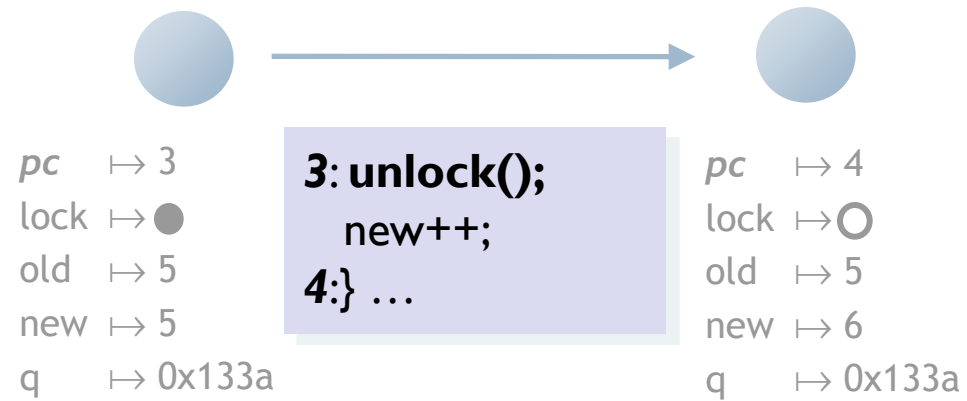 pc ↦ 3
lock ↦ ●
old ↦ 5
new ↦ 5
q ↦ 0x133a
3: unlock();
new++;
4:} …
pc ↦ 4
lock ↦ ○
old ↦ 5
new ↦ 6
q ↦ 0x133a